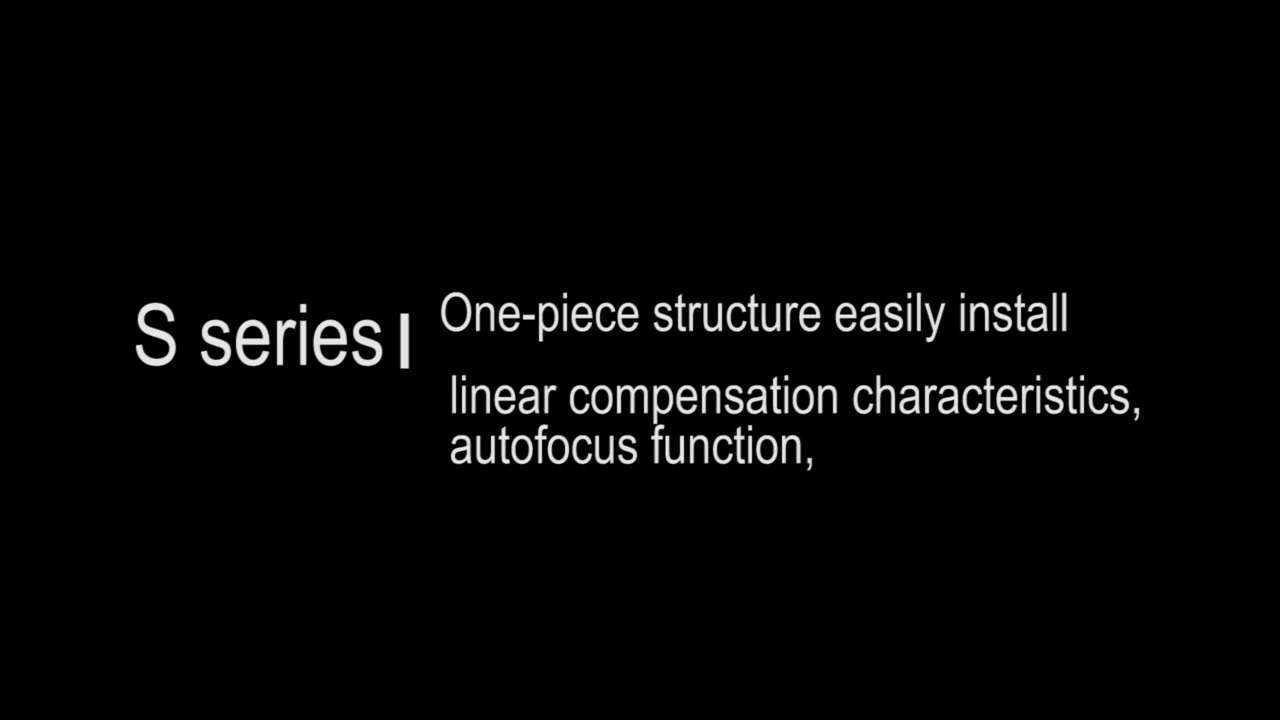 S series
One-piece structure easily install
linear compensation characteristics,
autofocus function,